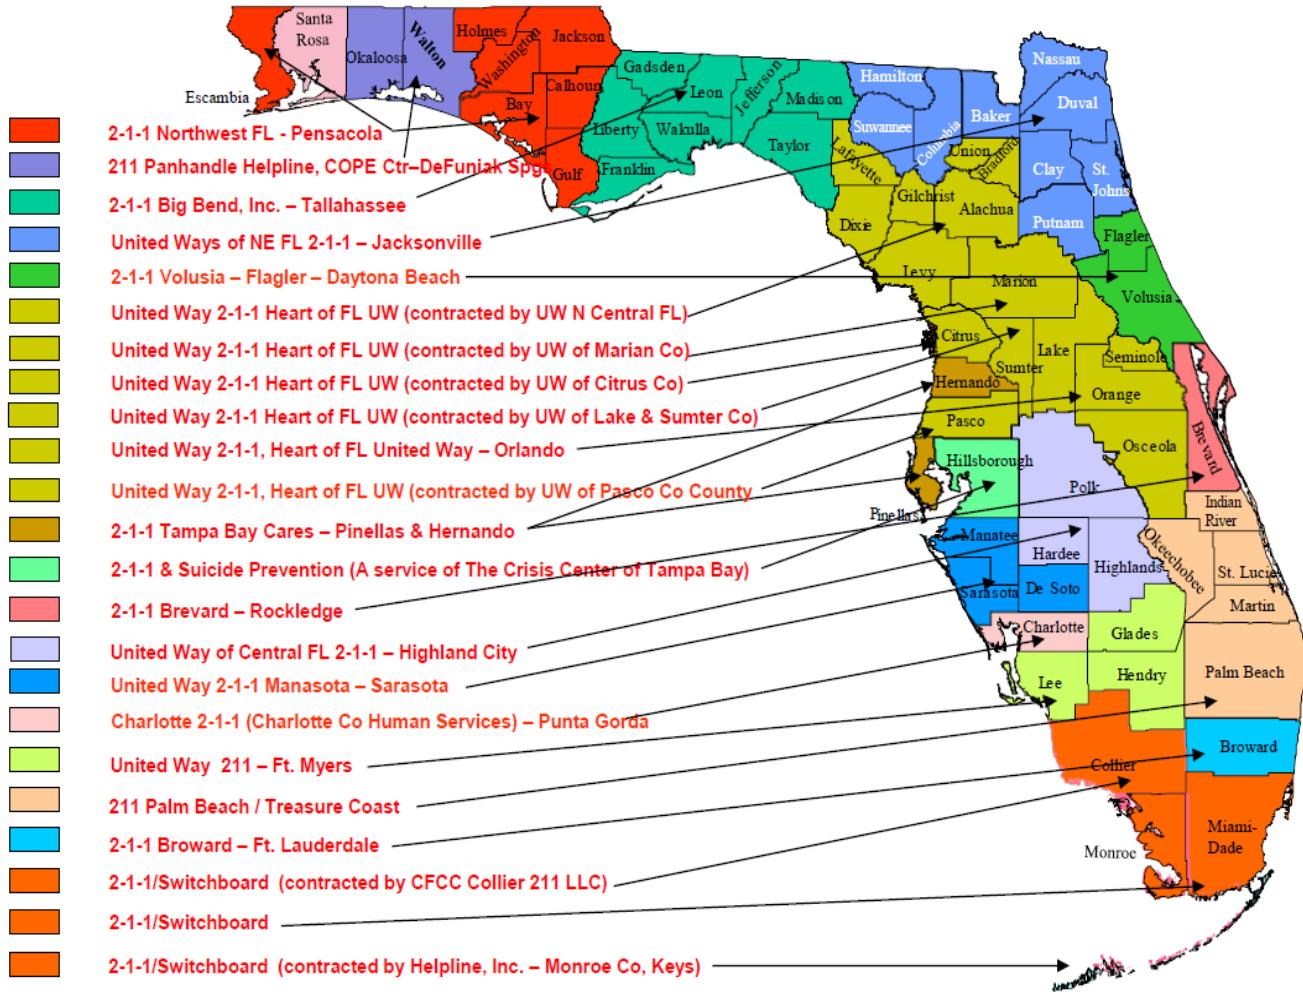 2-1-1 Northwest FL - Pensacola
211 Panhandle Helpline, COPE Ctr–DeFuniak Spgs
2-1-1 Big Bend, Inc. – Tallahassee
United Ways of NE FL 2-1-1 – Jacksonville
2-1-1 Volusia – Flagler – Daytona Beach
United Way 2-1-1 Heart of FL UW (contracted by UW N Central FL)
United Way 2-1-1 Heart of FL UW (contracted by UW of Marian Co)
United Way 2-1-1 Heart of FL UW (contracted by UW of Citrus Co)
United Way 2-1-1 Heart of FL UW (contracted by UW of Lake & Sumter Co)
United Way 2-1-1, Heart of FL United Way – Orlando
United Way 2-1-1, Heart of FL UW (contracted by UW of Pasco Co County
2-1-1 Tampa Bay Cares – Pinellas & Hernando
2-1-1 & Suicide Prevention (A service of The Crisis Center of Tampa Bay)
2-1-1 Brevard – Rockledge
United Way of Central FL 2-1-1 – Highland City
United Way 2-1-1 Manasota – Sarasota
Charlotte 2-1-1 (Charlotte Co Human Services) – Punta Gorda
United Way 211 – Ft. Myers
211 Palm Beach / Treasure Coast
2-1-1 Broward – Ft. Lauderdale
2-1-1/Switchboard (contracted by CFCC Collier 211 LLC)
2-1-1/Switchboard
2-1-1/Switchboard (contracted by Helpline, Inc. – Monroe Co, Keys)
Escambia
Santa
Rosa
Okaloosa
Walton
Holmes
Washington
Jackson
Bay
Calhoun
Gulf
Gadsden
Liberty
Franklin
Leon
Wakulla
Jefferson
Madison
Taylor
Hamilton
Suwannee
Columbia
Baker
Nassau
Duval
Clay
St.
Johns
Putnam
Lafayette
Union
Bradford
Gilchrist
Alachua
Dixie
Levy
Marion
Flagler
Volusia
Citrus
Sumter
Lake
Seminole
Orange
Hernando
Pasco
Osceola
Brevard
Hillsborough
Pinellas
Polk
Indian
River
Manatee
Hardee
Highlands
Okeechobee
St. Lucie
Sarasota
De Soto
Martin
Charlotte
Glades
Lee
Hendry
Palm Beach
Collier
Broward
Monroe
Miami-
Dade